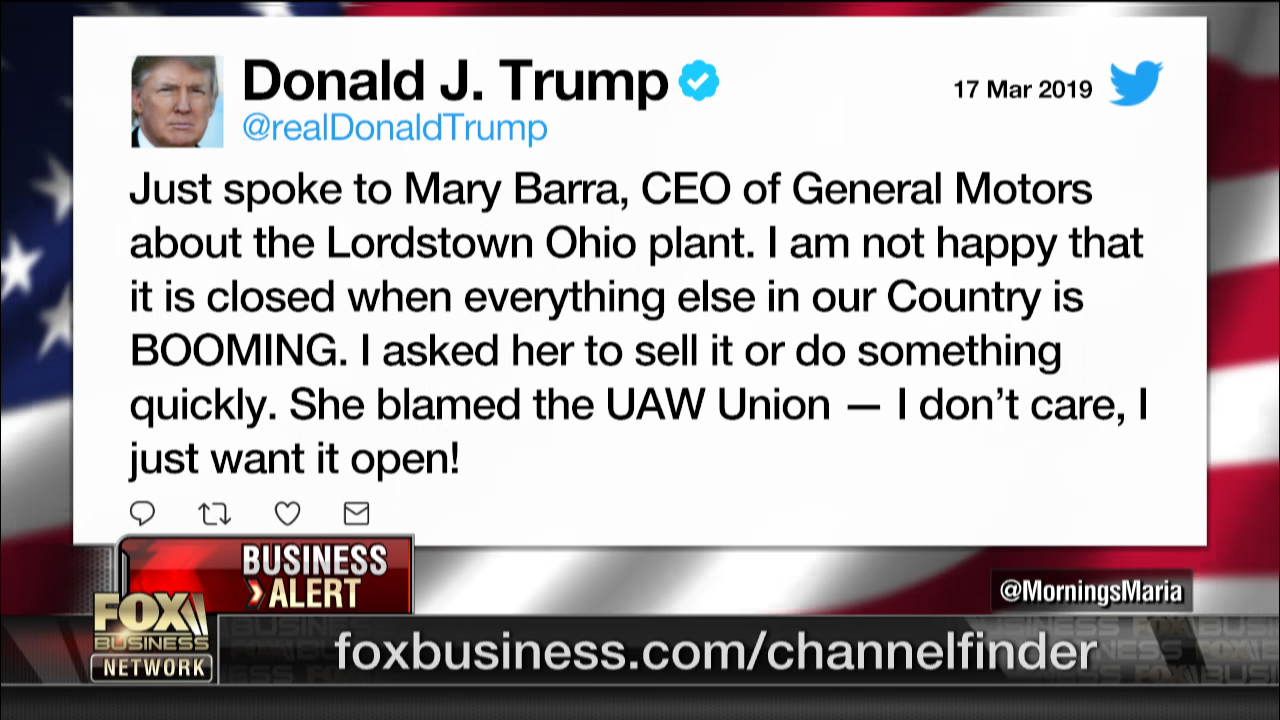 Donald J. Trump
@realDonaldTrump
17 Mar 2019
Just spoke to Mary Barra, CEO of General Motors
about the Lordstown Ohio plant. I am not happy that
it is closed when everything else in our Country is
BOOMING. I asked her to sell it or do something
quickly. She blamed the UAW Union — I don’t care, I
just want it open!
BUSINESS
ALERT
@MorningsMaria
FOX
BUSINESS
NETWORK
foxbusiness.com/channelfinder